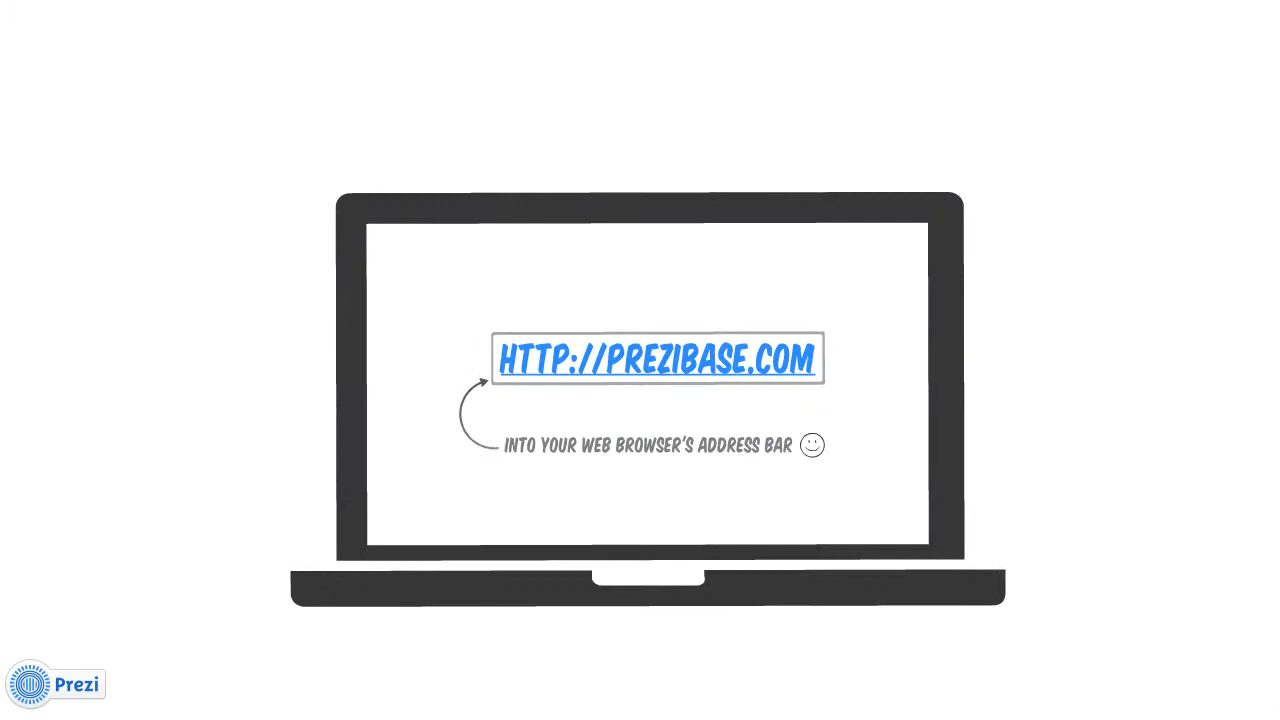 HTTP://PREZIBASE.COM
INTO YOUR WEB BROWSER'S ADDRESS BAR
Prezi